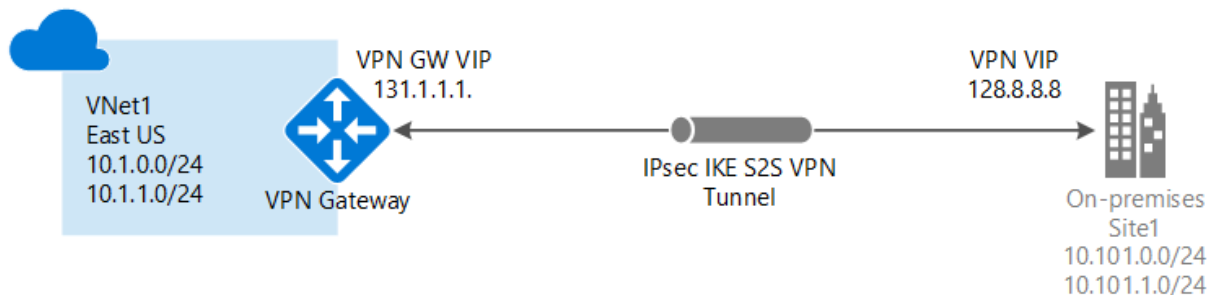 VPN GW VIP
131.1.1.1.
VPN VIP
128.8.8.8
VNet1
East US
10.1.0.0/24
10.1.1.0/24
VPN Gateway
IPsec IKE S2S VPN
Tunnel
On-premises
Site1
10.101.0.0/24
10.101.1.0/24